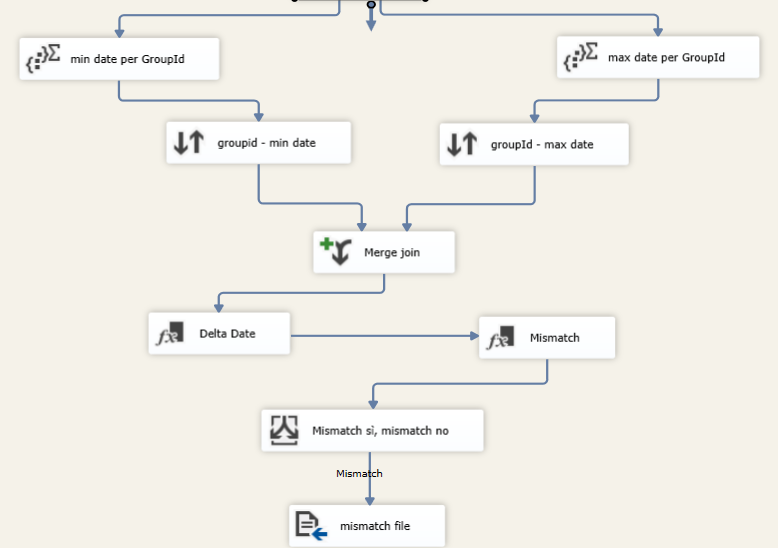 min date per GroupId
max date per GroupId
groupid - min date
groupId - max date
Merge join
Delta Date
Mismatch
Mismatch sì, mismatch no
Mismatch
mismatch file